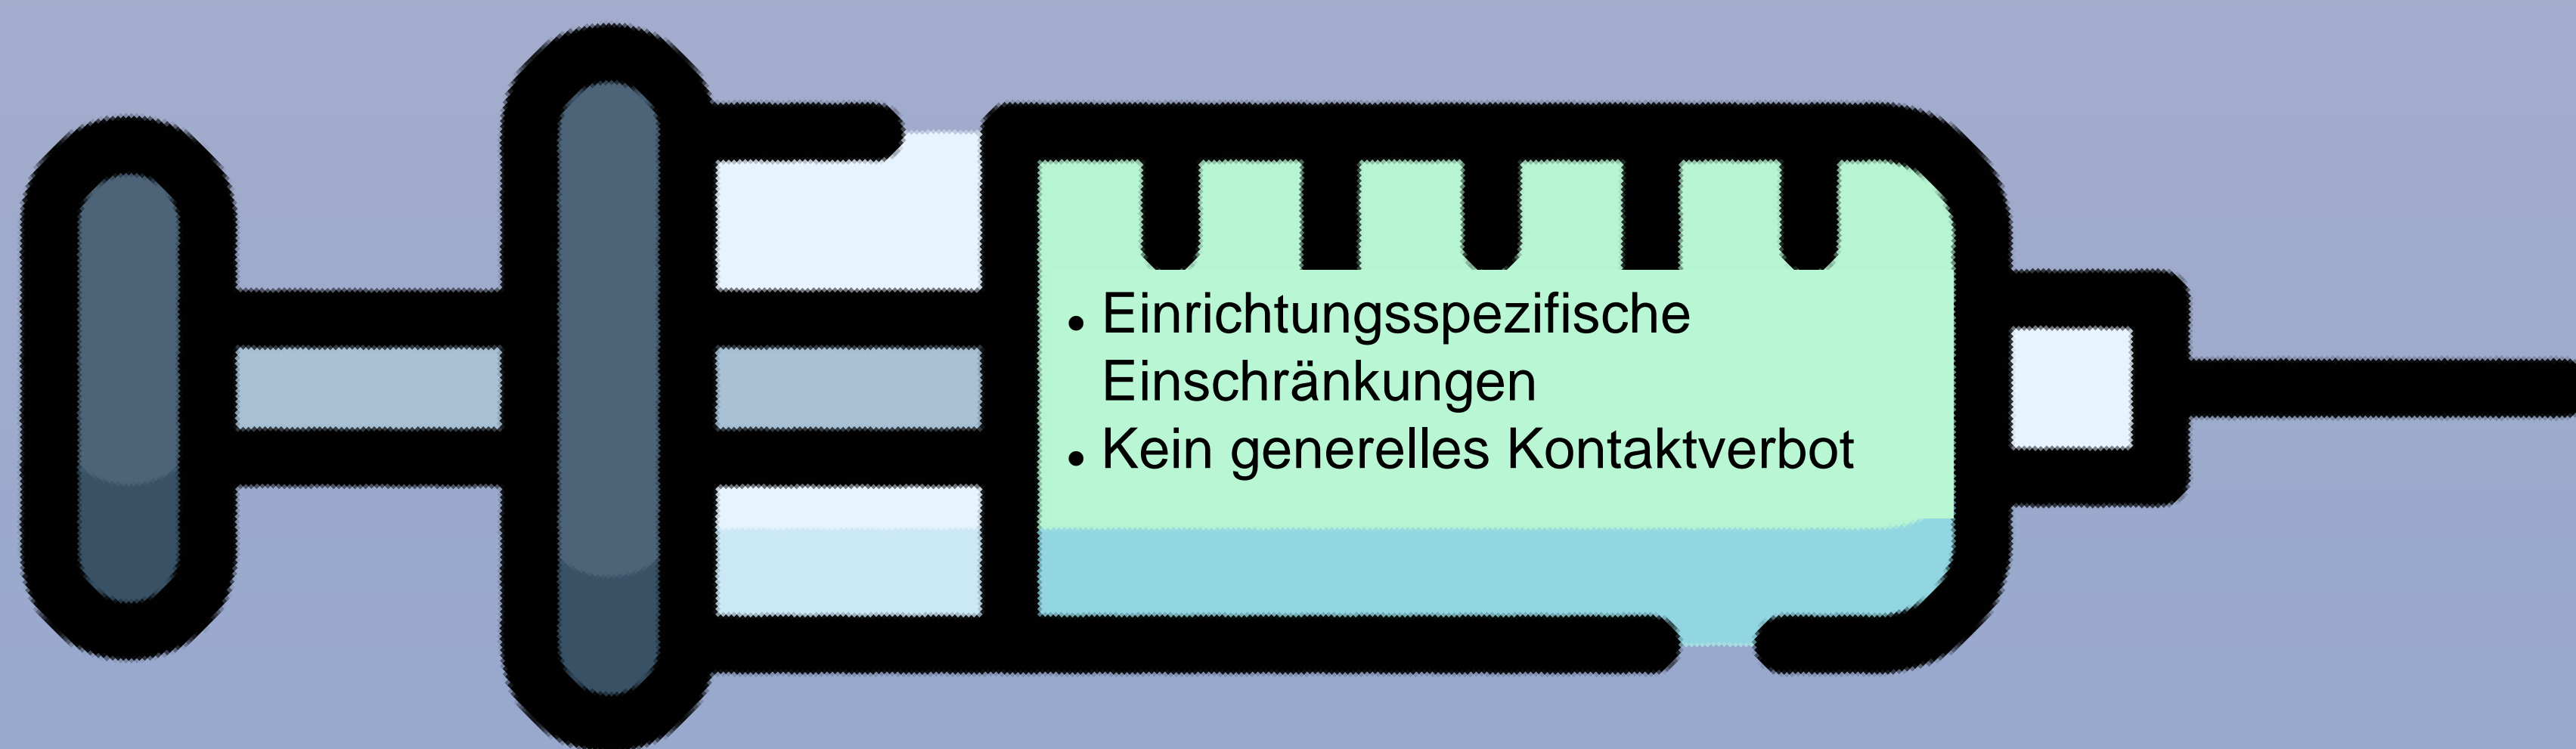 • Einrichtungsspezifische
Einschränkungen
• Kein generelles Kontaktverbot